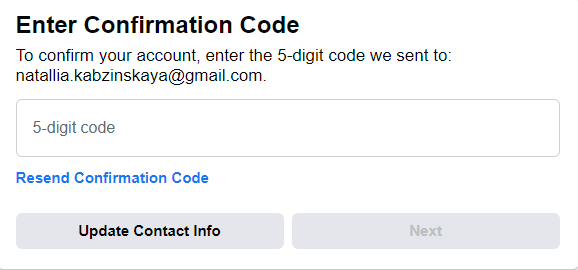 Enter Confirmation Code
To confirm your account, enter the 5-digit code we sent to:
natallia.kabzinskaya@gmail.com.
5-digit code
Resend Confirmation Code
Update Contact Info
Next